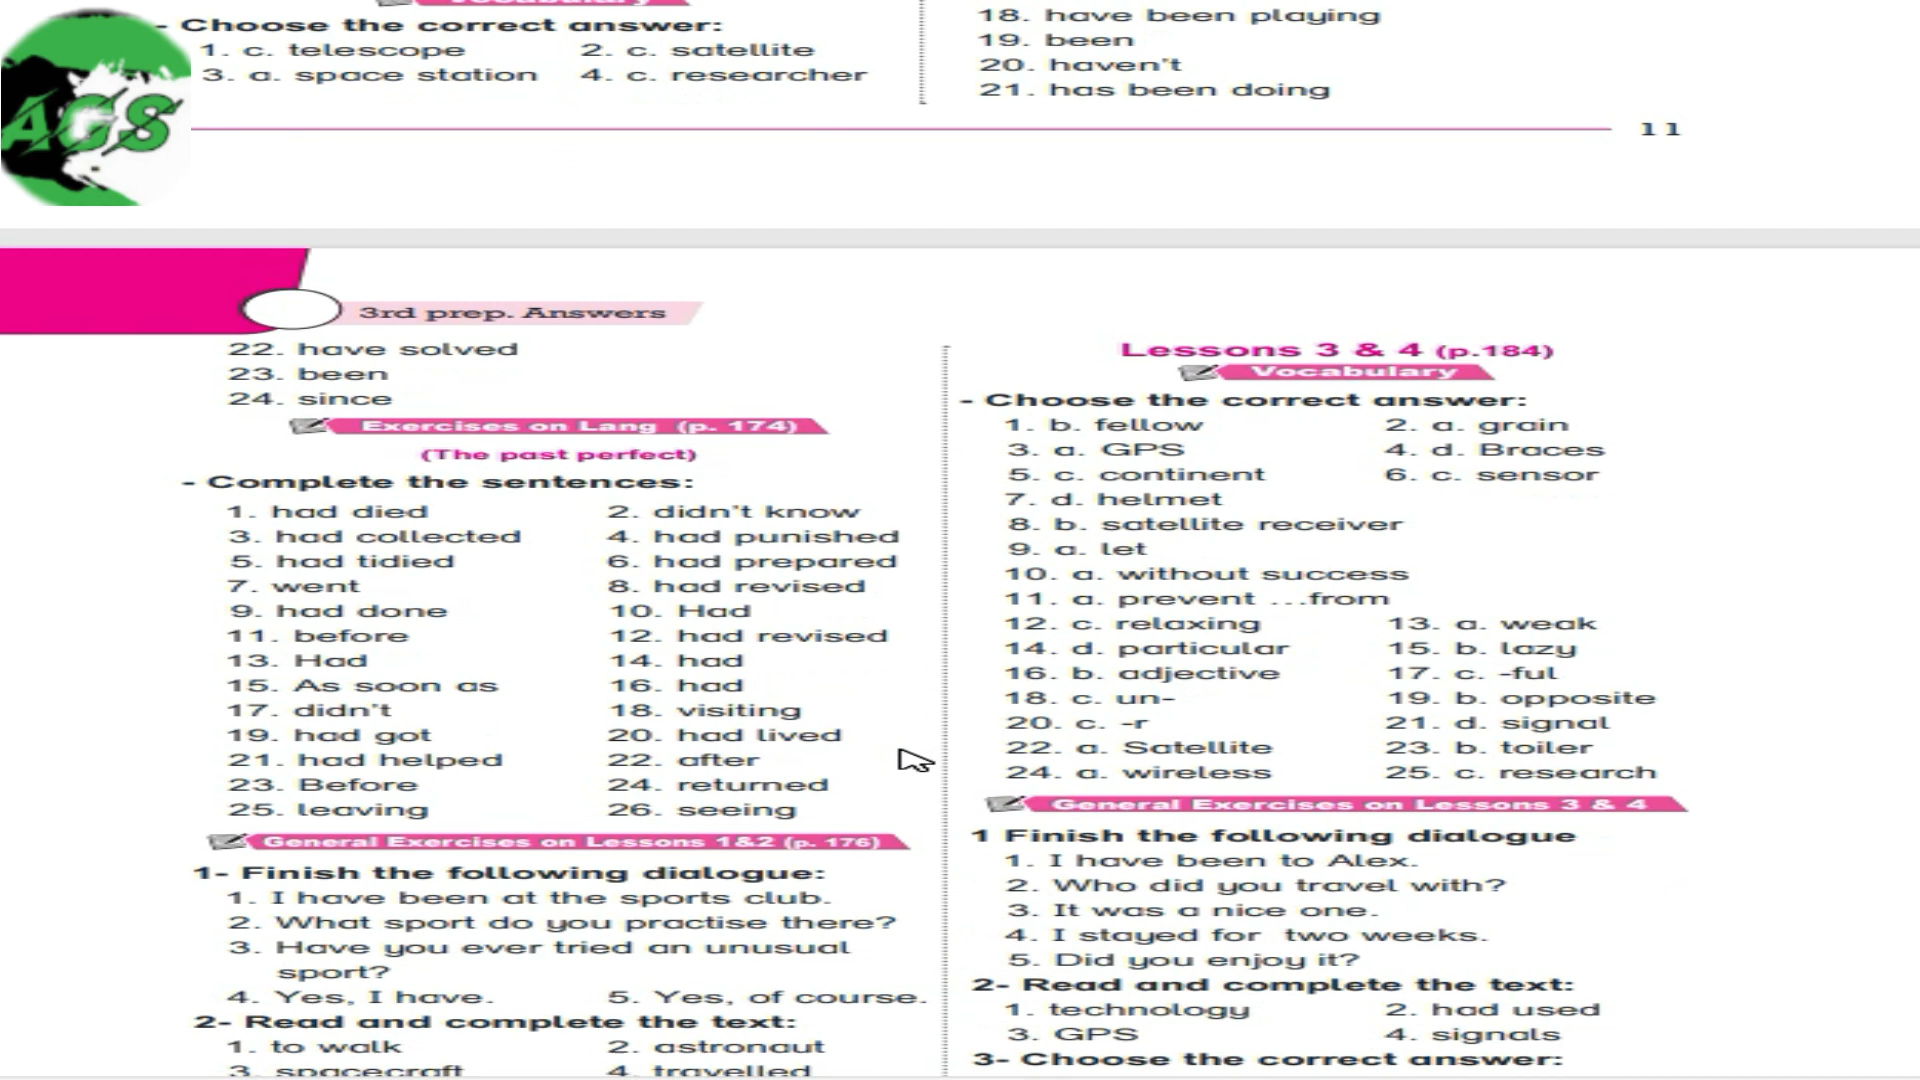 Vocabulary
- Choose the correct answer:
1. c. telescope 2. c. satellite
3. a. space station 4. c. researcher
18. have been playing
19. been
20. haven't
21. has been doing
AGS
11
3rd prep. Answers
22. have solved
23. been
24. since
Exercises on Lang (p. 174)
(The past perfect)
- Complete the sentences:
1. had died 2. didn't know
3. had collected 4. had punished
5. had tidied 6. had prepared
7. went 8. had revised
9. had done 10. Had
11. before 12. had revised
13. Had 14. had
15. As soon as 16. had
17. didn't 18. visiting
19. had got 20. had lived
21. had helped 22. after
23. Before 24. returned
25. leaving 26. seeing
General Exercises on Lessons 1&2 (p. 176)
1- Finish the following dialogue:
1. I have been at the sports club.
2. What sport do you practise there?
3. Have you ever tried an unusual
sport?
4. Yes, I have. 5. Yes, of course.
2- Read and complete the text:
1. to walk 2. astronaut
3. spacecraft 4. travelled
Lessons 3 & 4 (p.184)
Vocabulary
- Choose the correct answer:
1. b. fellow 2. a. grain
3. a. GPS 4. d. Braces
5. c. continent 6. c. sensor
7. d. helmet
8. b. satellite receiver
9. a. let
10. a. without success
11. a. prevent ...from
12. c. relaxing 13. a. weak
14. d. particular 15. b. lazy
16. b. adjective 17. c. -ful
18. c. un- 19. b. opposite
20. c. -r 21. d. signal
22. a. Satellite 23. b. toiler
24. a. wireless 25. c. research
General Exercises on Lessons 3 & 4
1 Finish the following dialogue
1. I have been to Alex.
2. Who did you travel with?
3. It was a nice one.
4. I stayed for two weeks.
5. Did you enjoy it?
2- Read and complete the text:
1. technology 2. had used
3. GPS 4. signals
3- Choose the correct answer: